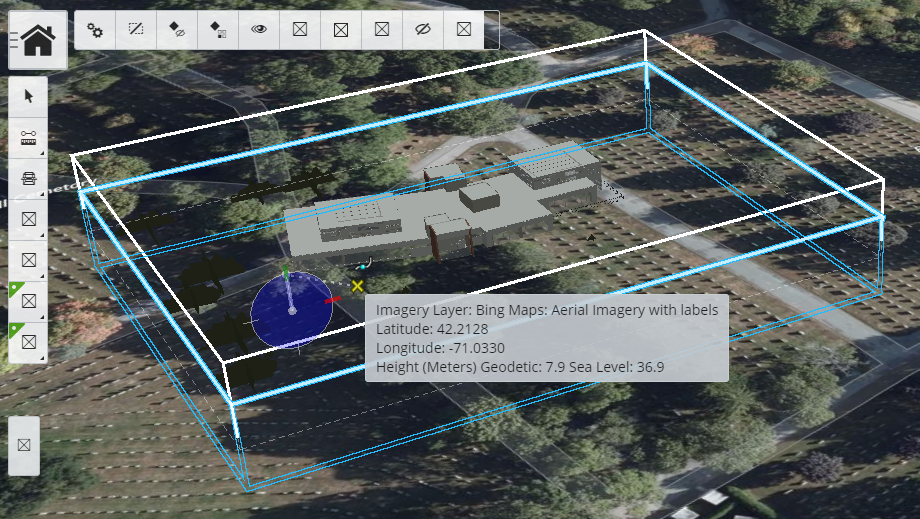 Imagery Layer: Bing Maps: Aerial Imagery with labels
Latitude: 42.2128
Longitude: -71.0330
Height (Meters) Geodetic: 7.9 Sea Level: 36.9